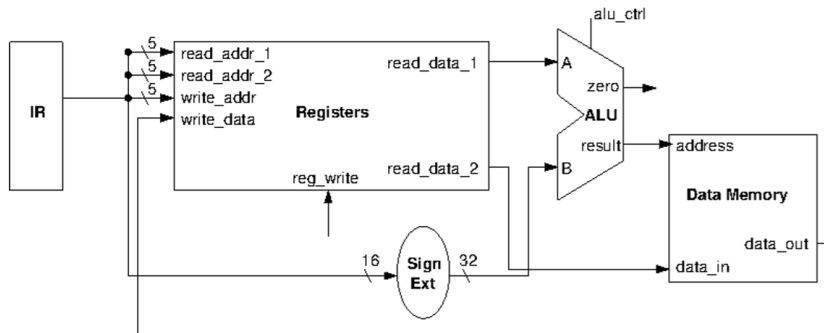 alu_ctrl
5
read_addr_1
5
read_addr_2
5
write_addr
write_data
IR
Registers
read_data_1
read_data_2
reg_write
A
zero
ALU
result
B
address
Data Memory
data_out
data_in
16
Sign
Ext
32